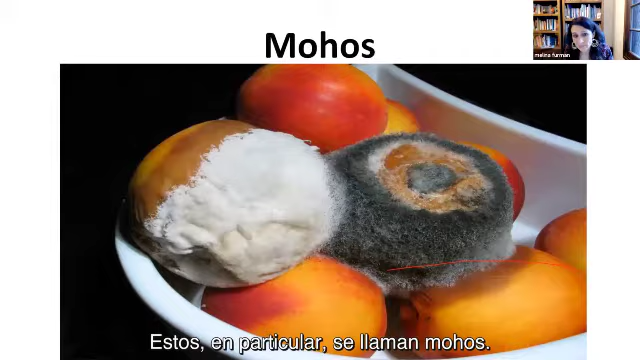 Mohos
melina furman
Estos, en particular, se llaman mohos.